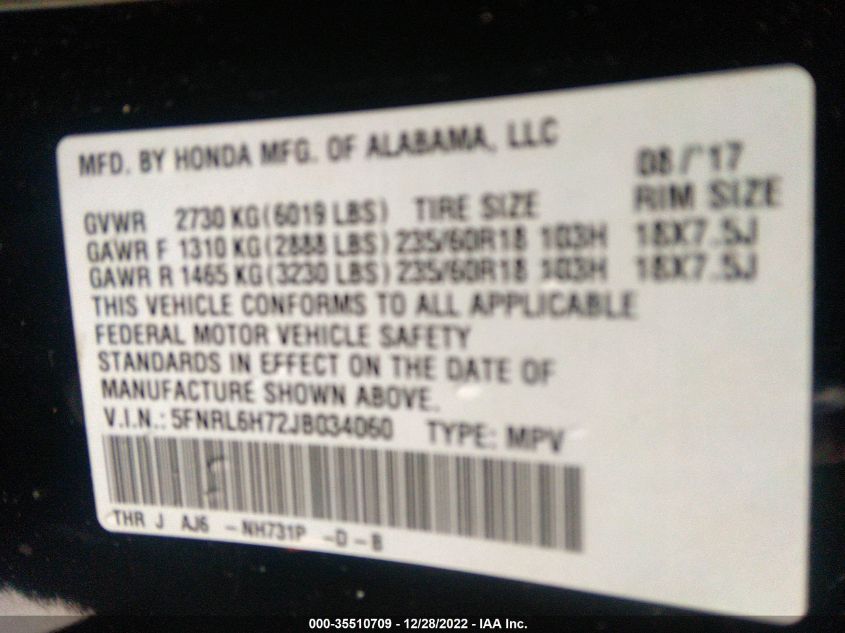 MFD. BY HONDA MFG. OF ALABAMA, LLC 08/'17
GVWR 2730 KG (6019 LBS) TIRE SIZE RIM SIZE
GAWR F 1310 KG (2888 LBS) 235/60R18 103H 18X7.5J
GAWR R 1465 KG (3230 LBS) 235/60R18 103H 18X7.5J
THIS VEHICLE CONFORMS TO ALL APPLICABLE
FEDERAL MOTOR VEHICLE SAFETY
STANDARDS IN EFFECT ON THE DATE OF
MANUFACTURE SHOWN ABOVE.
V.I.N.: 5FNRL6H72JB034060 TYPE: MPV
THR J AJ6 -NH731P -D-B
000-35510709 - 12/28/2022 - IAA Inc.